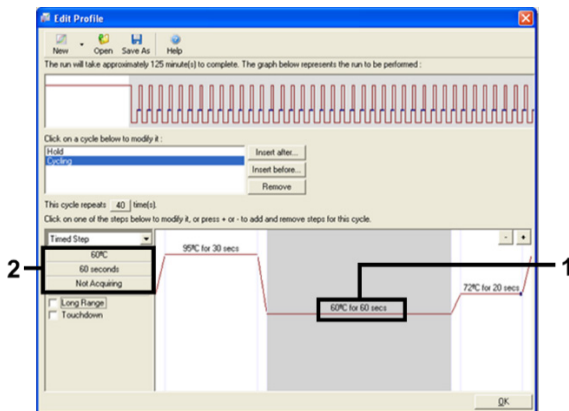 Edit Profile
New Open Save As Help
The run will take approximately 125 minute(s) to complete. The graph below represents the run to be performed :
Click on a cycle below to modify it :
Hold
Cycling
Insert after...
Insert before...
Remove
This cycle repeats 40 time(s).
Click on one of the steps below to modify it, or press + or - to add and remove steps for this cycle.
Timed Step
- +
60ºC
60 seconds
Not Acquiring
Long Range
Touchdown
95ºC for 30 secs
60ºC for 60 secs
72ºC for 20 secs
2
1
OK